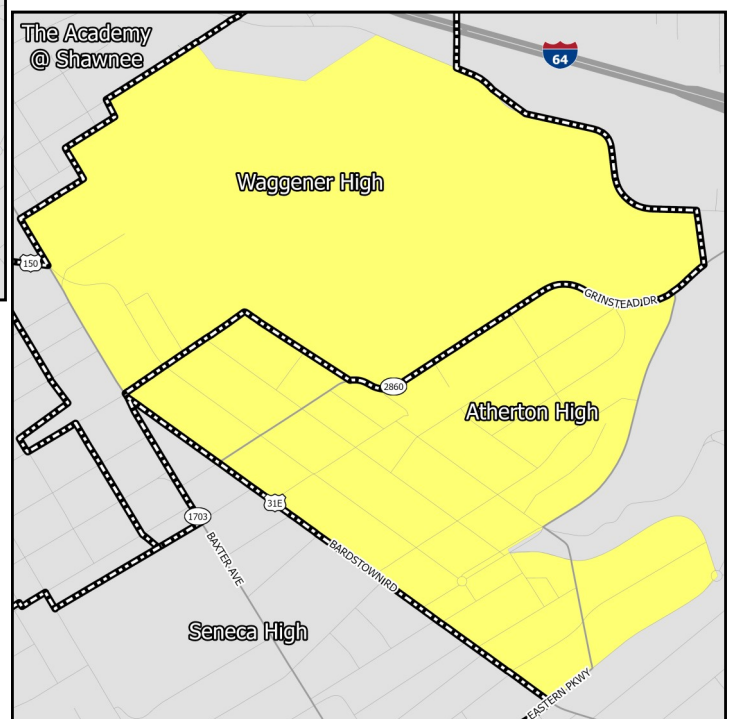 The Academy
@ Shawnee
64
Waggener High
150
GRINSTEAD DR
2860
Atherton High
31E
1703
BAXTER AVE
BARDSTOWN RD
Seneca High
EASTERN PKWY